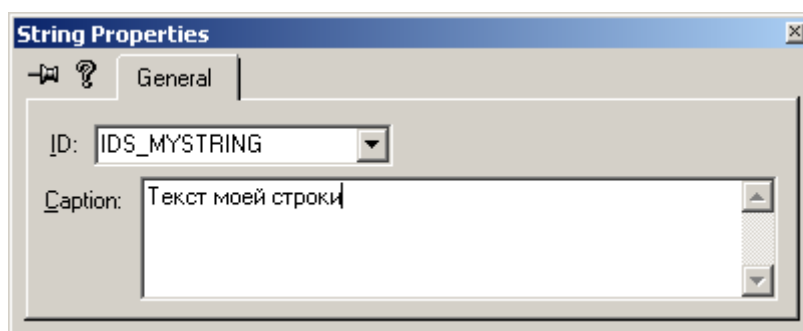 String Properties
General
ID: IDS_MYSTRING
Caption: Текст моей строки